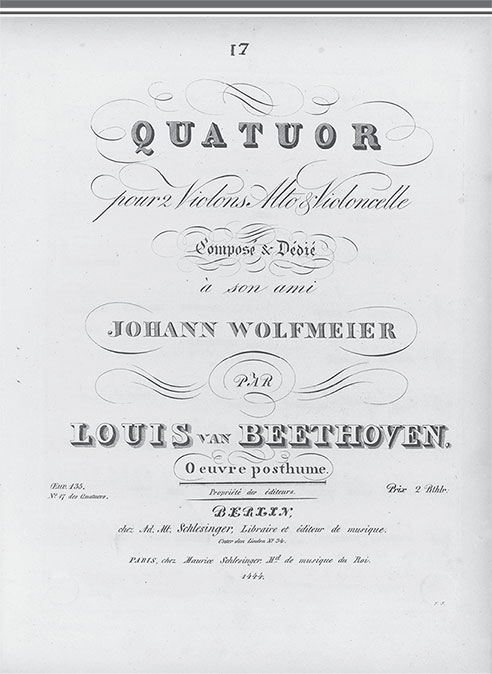 17
QUATUOR
pour 2 Violons Alto & Violoncelle
Composé & Dédié
à son ami
JOHANN WOLFMEIER
PAR
LOUIS VAN BEETHOVEN.
Oeuvre posthume.
Œuv. 135.
Nº 17 des Quatuors.
Propriété des éditeurs.
Prix 2 Rthlr.
BERLIN,
chez Ad. Mt. Schlesinger, Libraire et éditeur de musique.
Unter den Linden Nº 34.
PARIS, chez Maurice Schlesinger, Md. de musique du Roi.
1444.